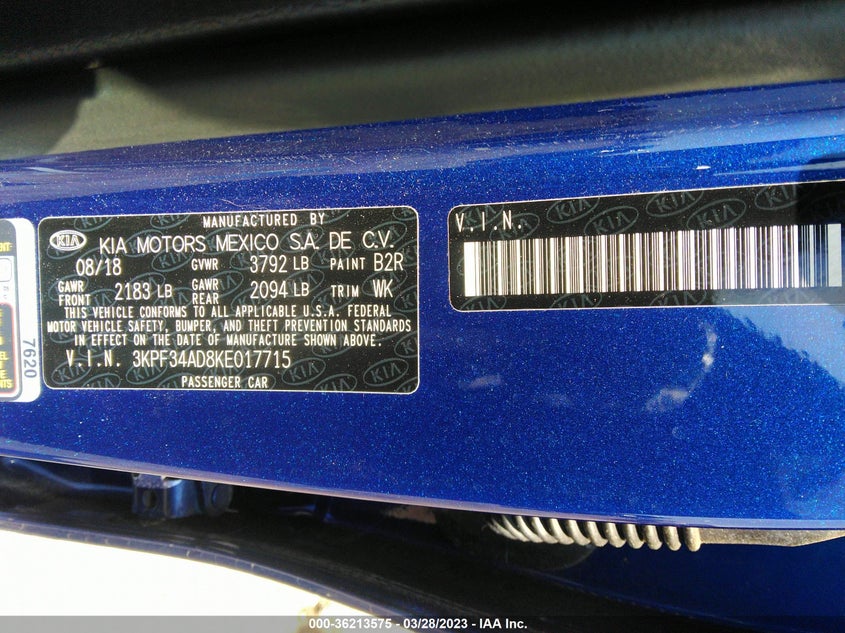 MANUFACTURED BY
KIA KIA MOTORS MEXICO S.A. DE C.V.
08/18 GVWR 3792 LB PAINT B2R
GAWR FRONT 2183 LB GAWR REAR 2094 LB TRIM WK
THIS VEHICLE CONFORMS TO ALL APPLICABLE U.S.A. FEDERAL
MOTOR VEHICLE SAFETY, BUMPER, AND THEFT PREVENTION STANDARDS
IN EFFECT ON THE DATE OF MANUFACTURE SHOWN ABOVE.
V.I.N. 3KPF34AD8KE017715
PASSENGER CAR
V.I.N.
7620
000-36213575 — 03/28/2023 — IAA Inc.